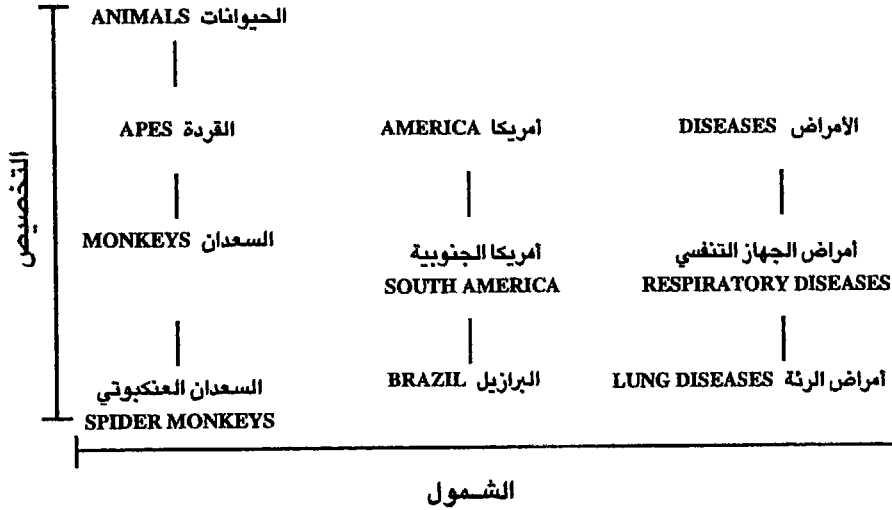 ANIMALS الحيوانات
APES القردة
AMERICA أمريكا
DISEASES الأمراض
التخصيص
MONKEYS السعدان
أمريكا الجنوبية
SOUTH AMERICA
أمراض الجهاز التنفسي
RESPIRATORY DISEASES
السعدان العنكبوتي
SPIDER MONKEYS
BRAZIL البرازيل
LUNG DISEASES أمراض الرئة
الشـمول